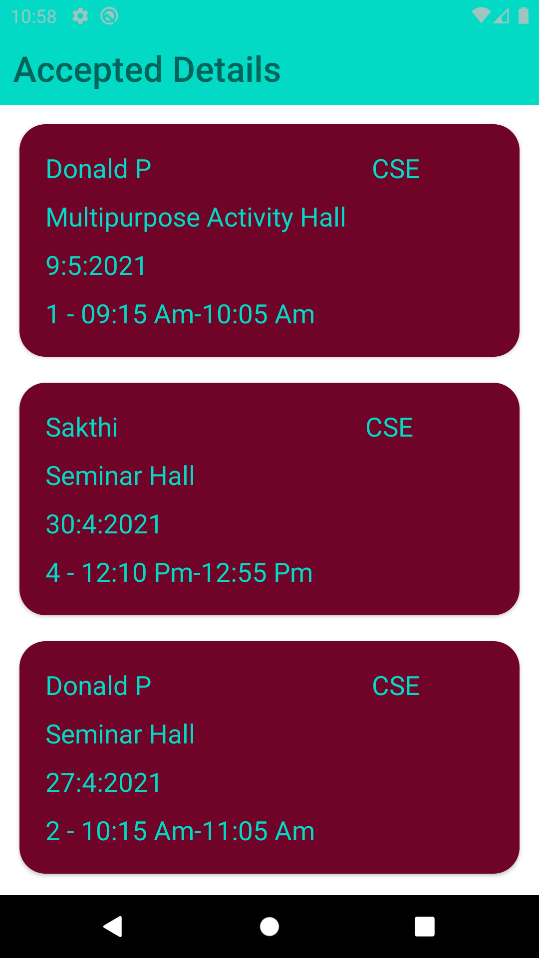 10:58
Accepted Details
Donald P CSE
Multipurpose Activity Hall
9:5:2021
1 - 09:15 Am-10:05 Am
Sakthi CSE
Seminar Hall
30:4:2021
4 - 12:10 Pm-12:55 Pm
Donald P CSE
Seminar Hall
27:4:2021
2 - 10:15 Am-11:05 Am